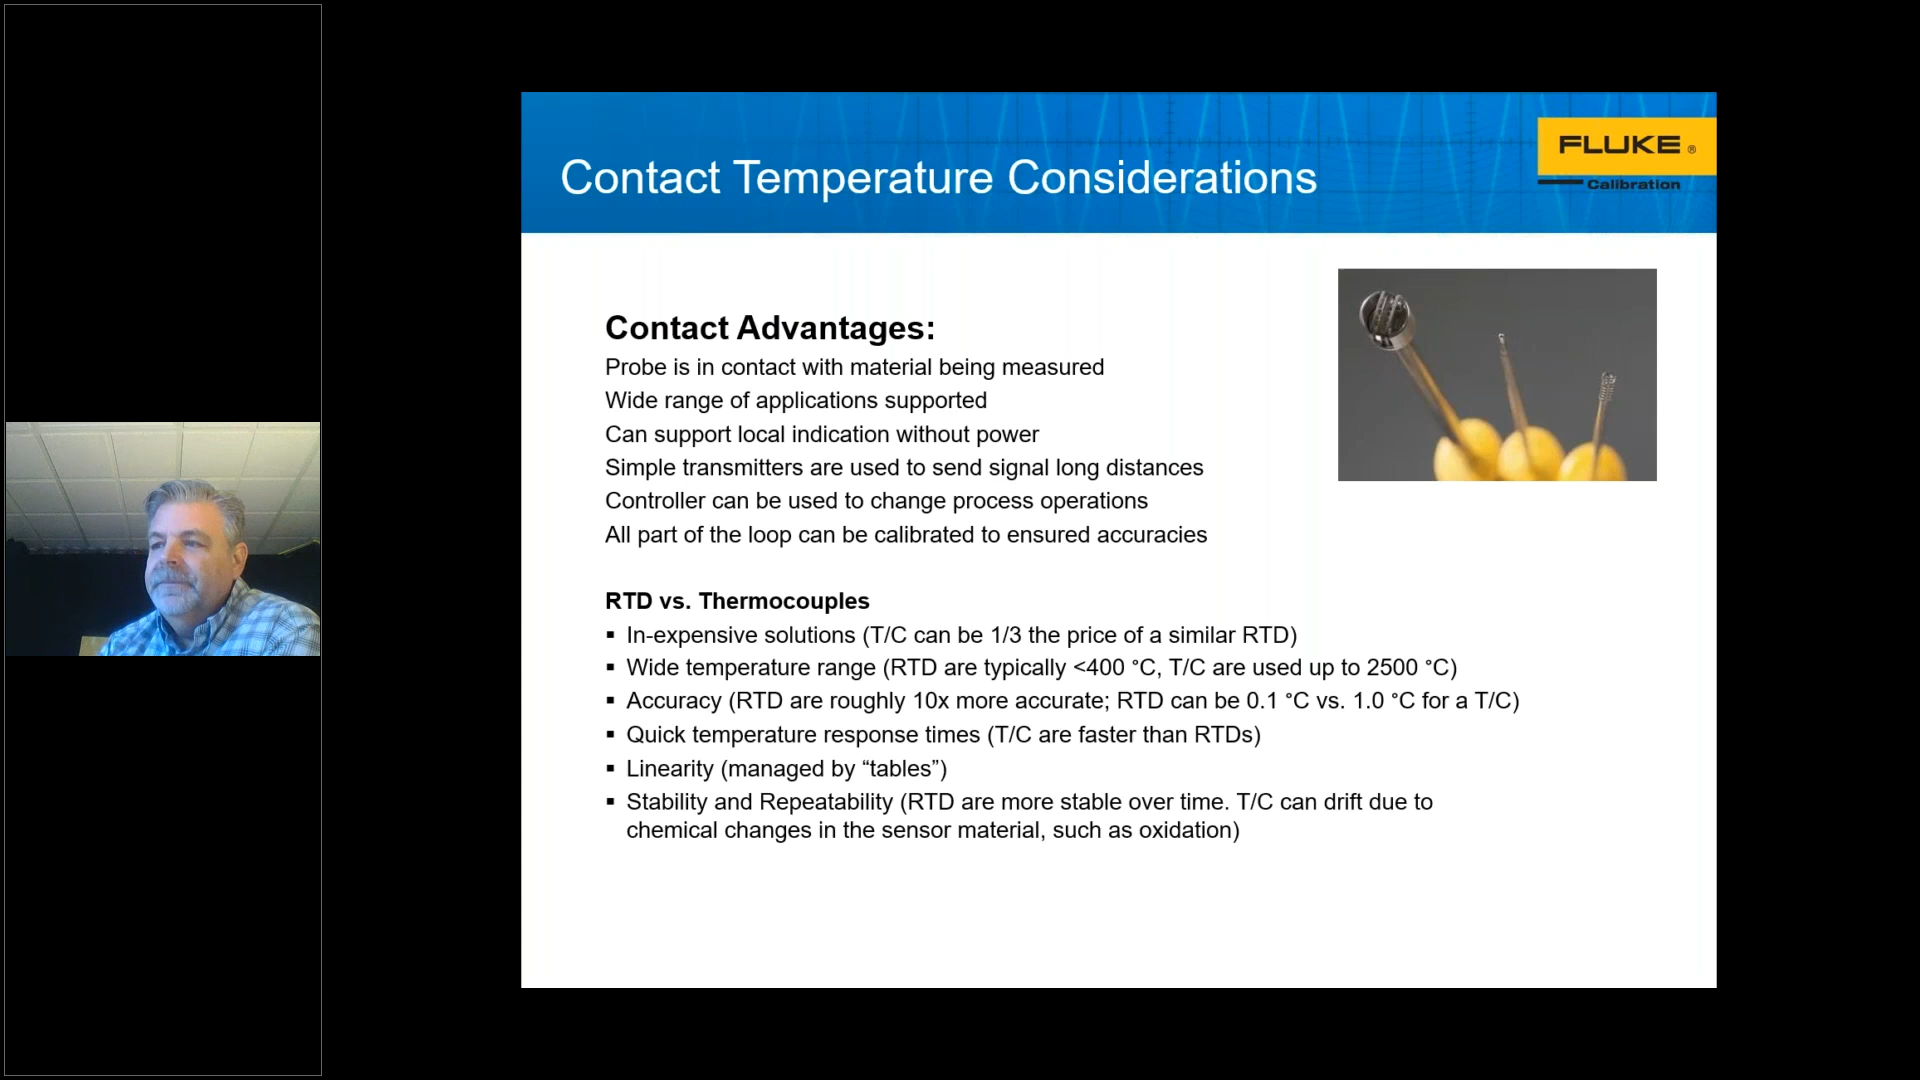 Contact Temperature Considerations
FLUKE ®
Calibration
Contact Advantages:
Probe is in contact with material being measured
Wide range of applications supported
Can support local indication without power
Simple transmitters are used to send signal long distances
Controller can be used to change process operations
All part of the loop can be calibrated to ensured accuracies
RTD vs. Thermocouples
▪ In-expensive solutions (T/C can be 1/3 the price of a similar RTD)
▪ Wide temperature range (RTD are typically <400 °C, T/C are used up to 2500 °C)
▪ Accuracy (RTD are roughly 10x more accurate; RTD can be 0.1 °C vs. 1.0 °C for a T/C)
▪ Quick temperature response times (T/C are faster than RTDs)
▪ Linearity (managed by “tables”)
▪ Stability and Repeatability (RTD are more stable over time. T/C can drift due to
chemical changes in the sensor material, such as oxidation)